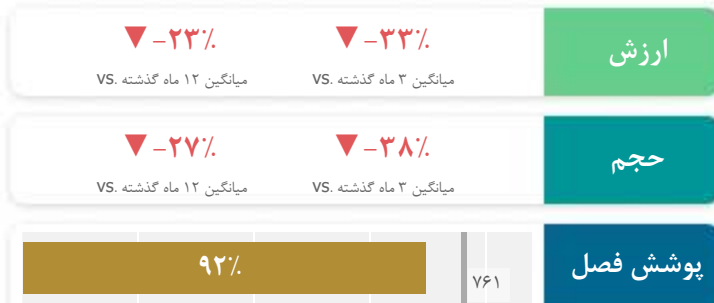 ارزش
▼ -۳۳٪ ▼ -۲۳٪
میانگین ۳ ماه گذشته .VS میانگین ۱۲ ماه گذشته .VS
حجم
▼ -۳۸٪ ▼ -۲۷٪
میانگین ۳ ماه گذشته .VS میانگین ۱۲ ماه گذشته .VS
پوشش فصل
۹۲٪
۷۶۱